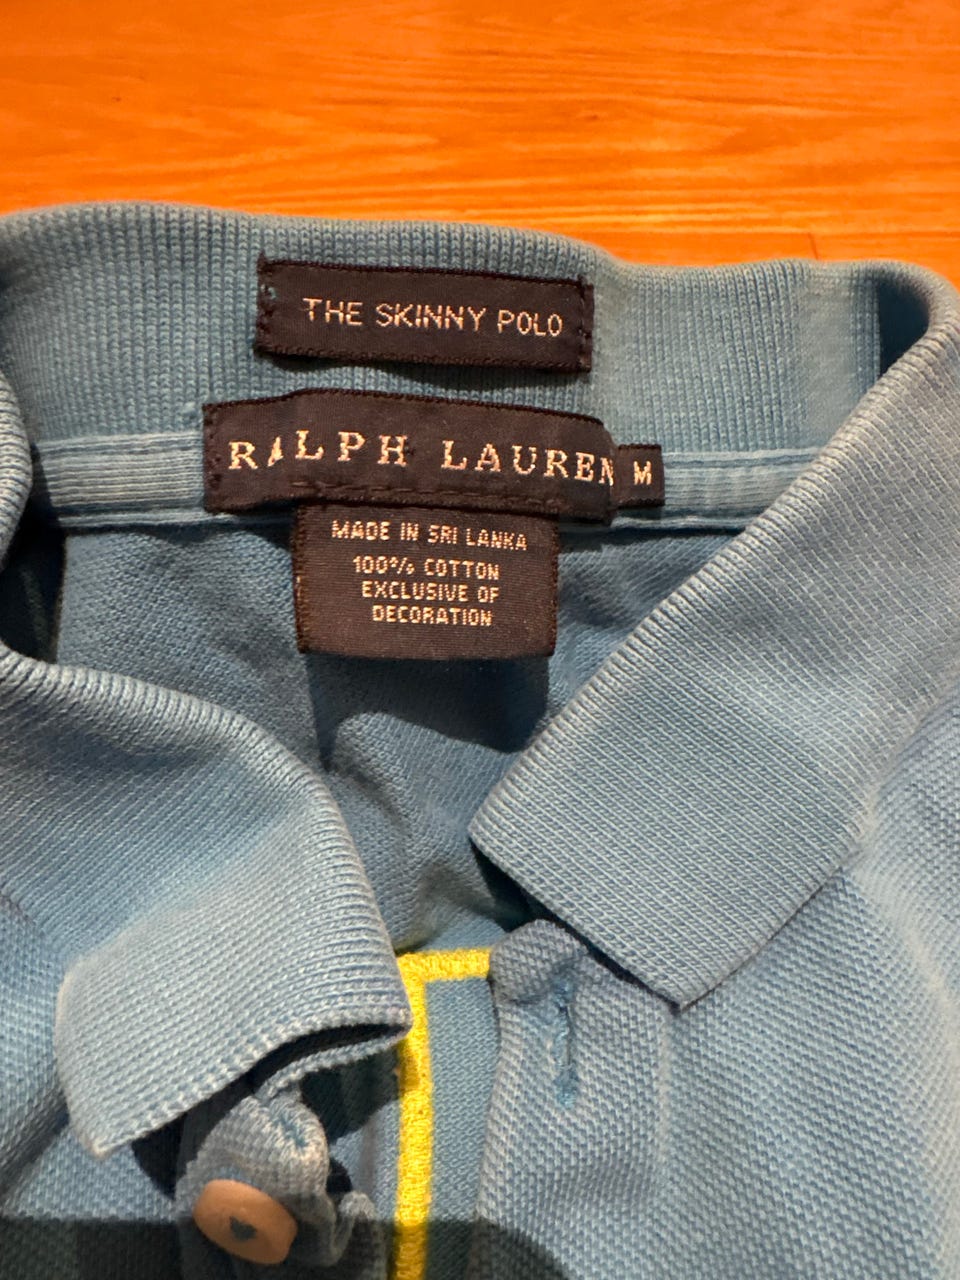 THE SKINNY POLO
RALPH LAUREN
M
MADE IN SRI LANKA
100% COTTON
EXCLUSIVE OF
DECORATION